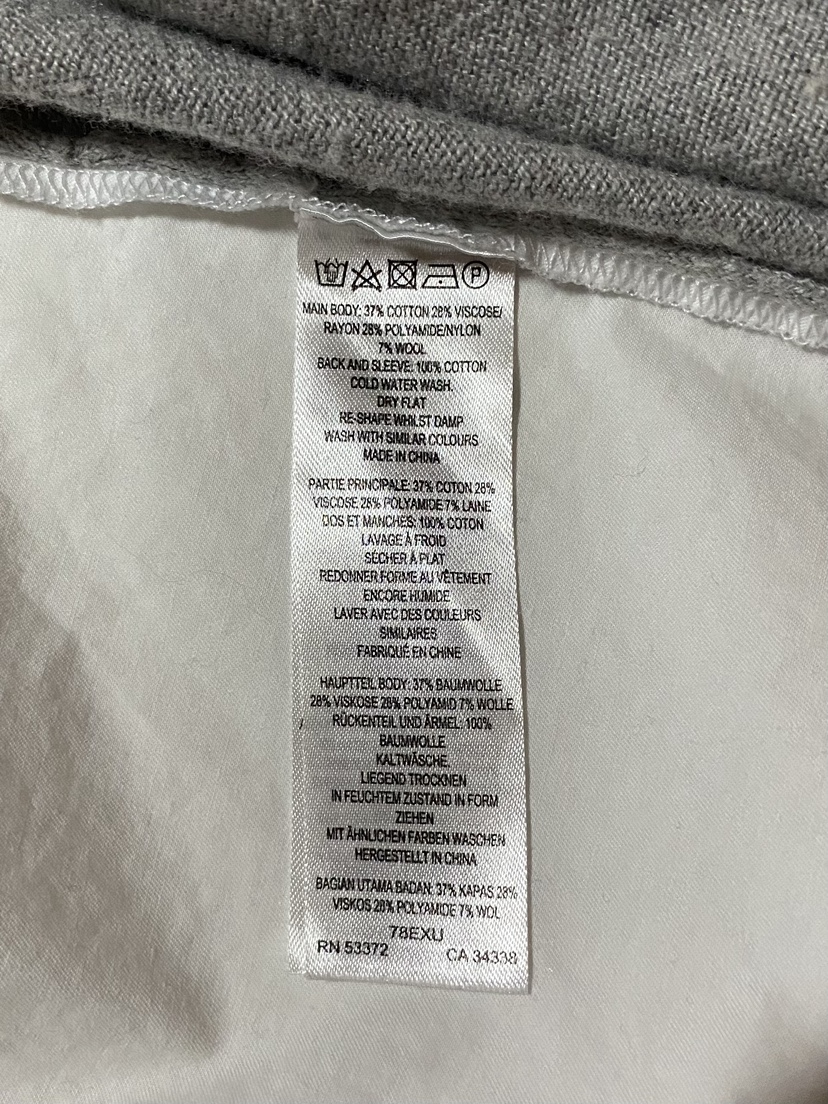 P
MAIN BODY: 37% COTTON 28% VISCOSE/
RAYON 28% POLYAMIDE/NYLON
7% WOOL
BACK AND SLEEVE: 100% COTTON
COLD WATER WASH.
DRY FLAT
RE-SHAPE WHILST DAMP
WASH WITH SIMILAR COLOURS
MADE IN CHINA
PARTIE PRINCIPALE: 37% COTON 28%
VISCOSE 28% POLYAMIDE 7% LAINE
DOS ET MANCHES: 100% COTON
LAVAGE À FROID
SÉCHER À PLAT
REDONNER FORME AU VÊTEMENT
ENCORE HUMIDE
LAVER AVEC DES COULEURS
SIMILAIRES
FABRIQUÉ EN CHINE
HAUPTTEIL BODY: 37% BAUMWOLLE
28% VISKOSE 28% POLYAMID 7% WOLLE
RÜCKENTEIL UND ÄRMEL: 100%
BAUMWOLLE
KALTWÄSCHE.
LIEGEND TROCKNEN
IN FEUCHTEM ZUSTAND IN FORM
ZIEHEN
MIT ÄHNLICHEN FARBEN WASCHEN
HERGESTELLT IN CHINA
BAGIAN UTAMA BADAN: 37% KAPAS 28%
VISKOS 28% POLYAMIDE 7% WOL
78EXU
RN 53372 CA 34338